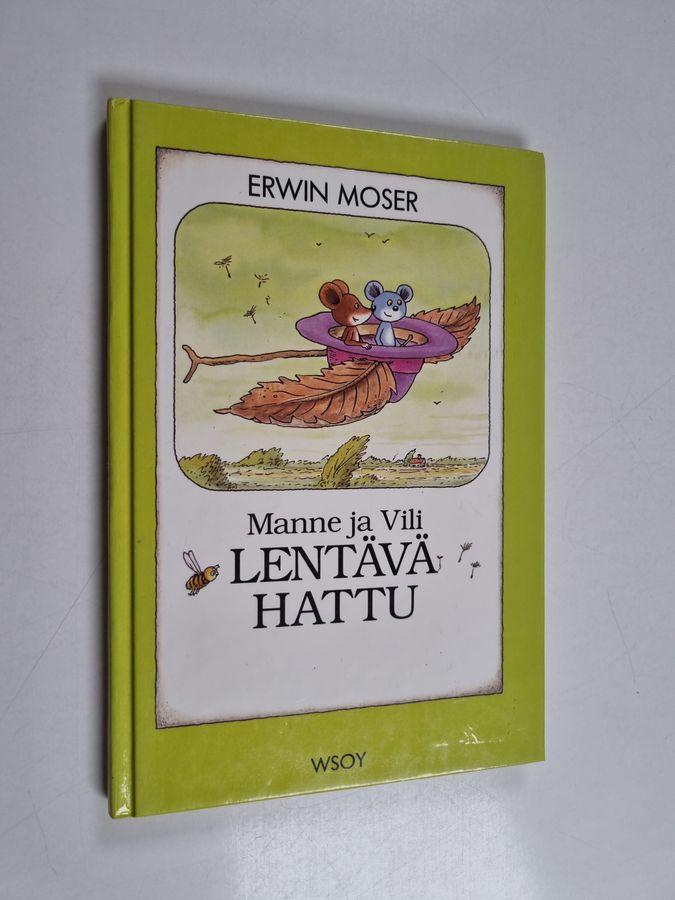 ERWIN MOSER
Manne ja Vili
LENTÄVÄ
HATTU
WSOY